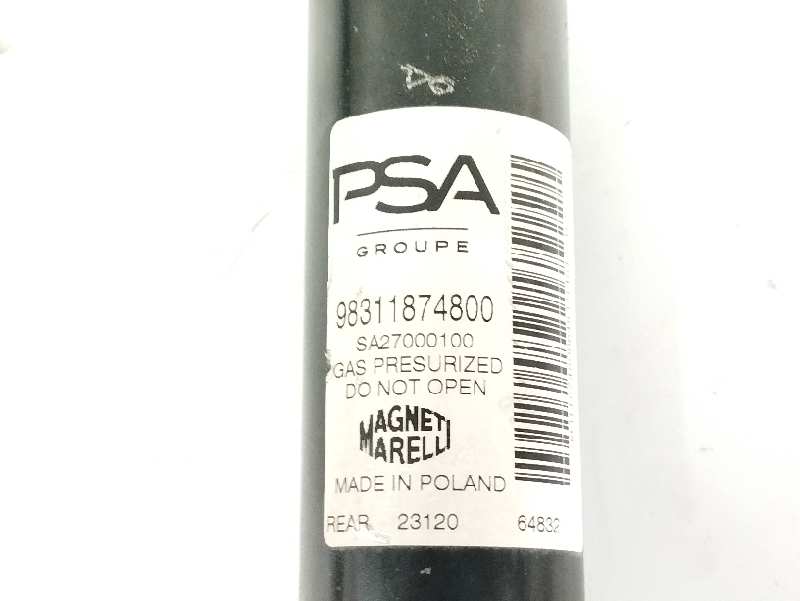 PSA
GROUPE
98311874800
SA27000100
GAS PRESURIZED
DO NOT OPEN
MAGNETI
MARELLI
MADE IN POLAND
REAR 23120 64832